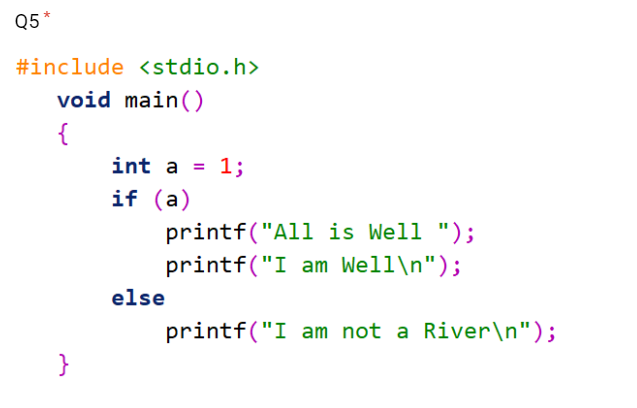 Q5*
#include <stdio.h>
void main()
{
int a = 1;
if (a)
printf("All is Well ");
printf("I am Well\n");
else
printf("I am not a River\n");
}